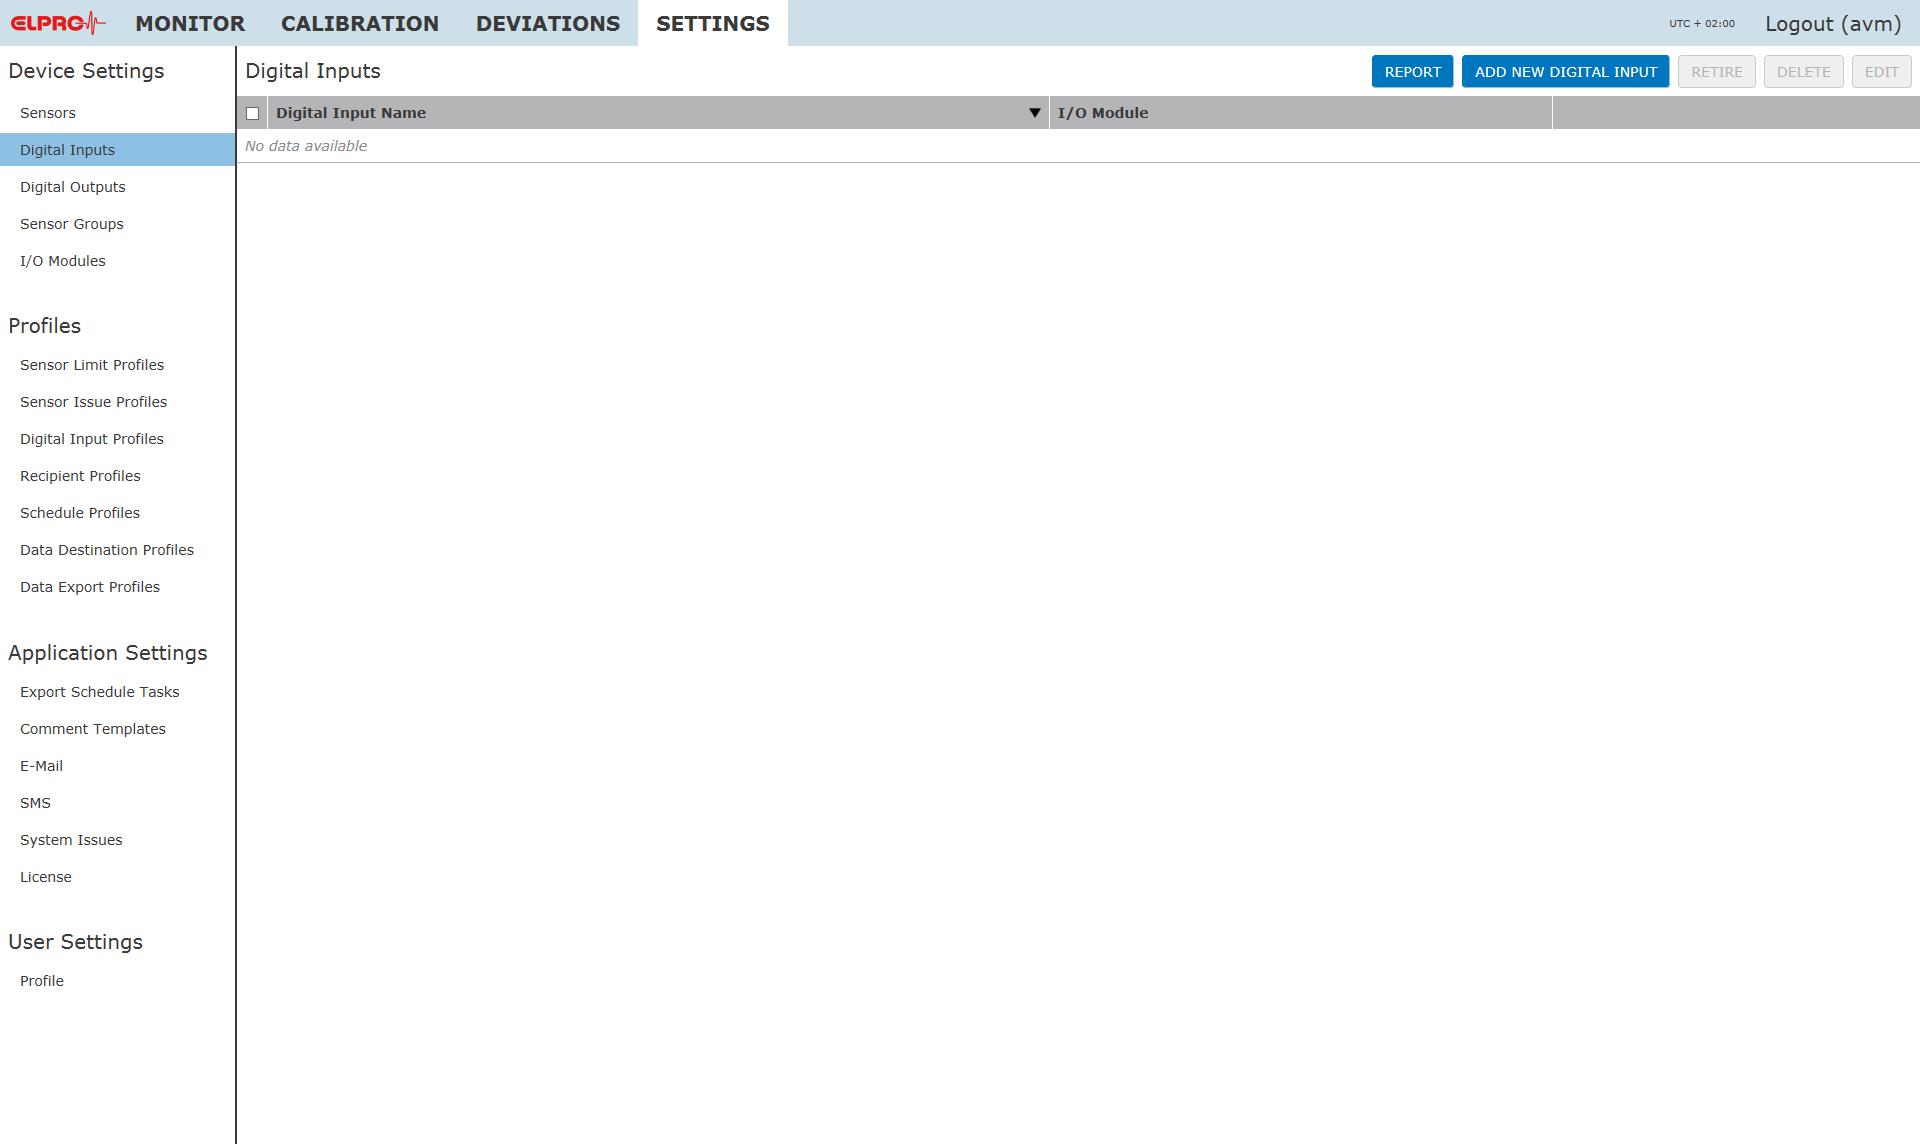 ELPRO MONITOR CALIBRATION DEVIATIONS SETTINGS UTC + 02:00 Logout (avm)
Device Settings
Sensors
Digital Inputs
Digital Outputs
Sensor Groups
I/O Modules
Profiles
Sensor Limit Profiles
Sensor Issue Profiles
Digital Input Profiles
Recipient Profiles
Schedule Profiles
Data Destination Profiles
Data Export Profiles
Application Settings
Export Schedule Tasks
Comment Templates
E-Mail
SMS
System Issues
License
User Settings
Profile
Digital Inputs REPORT ADD NEW DIGITAL INPUT RETIRE DELETE EDIT
Digital Input Name I/O Module
No data available